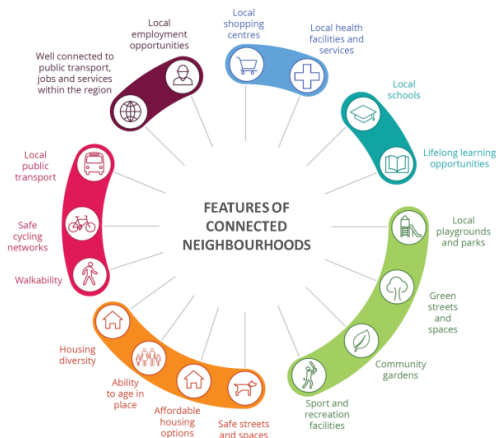 FEATURES OF
CONNECTED
NEIGHBOURHOODS
Local
shopping
centres
Local health
facilities and
services
Local
schools
Lifelong learning
opportunities
Local
playgrounds
and parks
Green
streets
and
spaces
Community
gardens
Sport and
recreation
facilities
Safe streets
and spaces
Affordable
housing
options
Ability
to age in
place
Housing
diversity
Walkability
Safe
cycling
networks
Local
public
transport
Well connected to
public transport,
jobs and services
within the region
Local
employment
opportunities